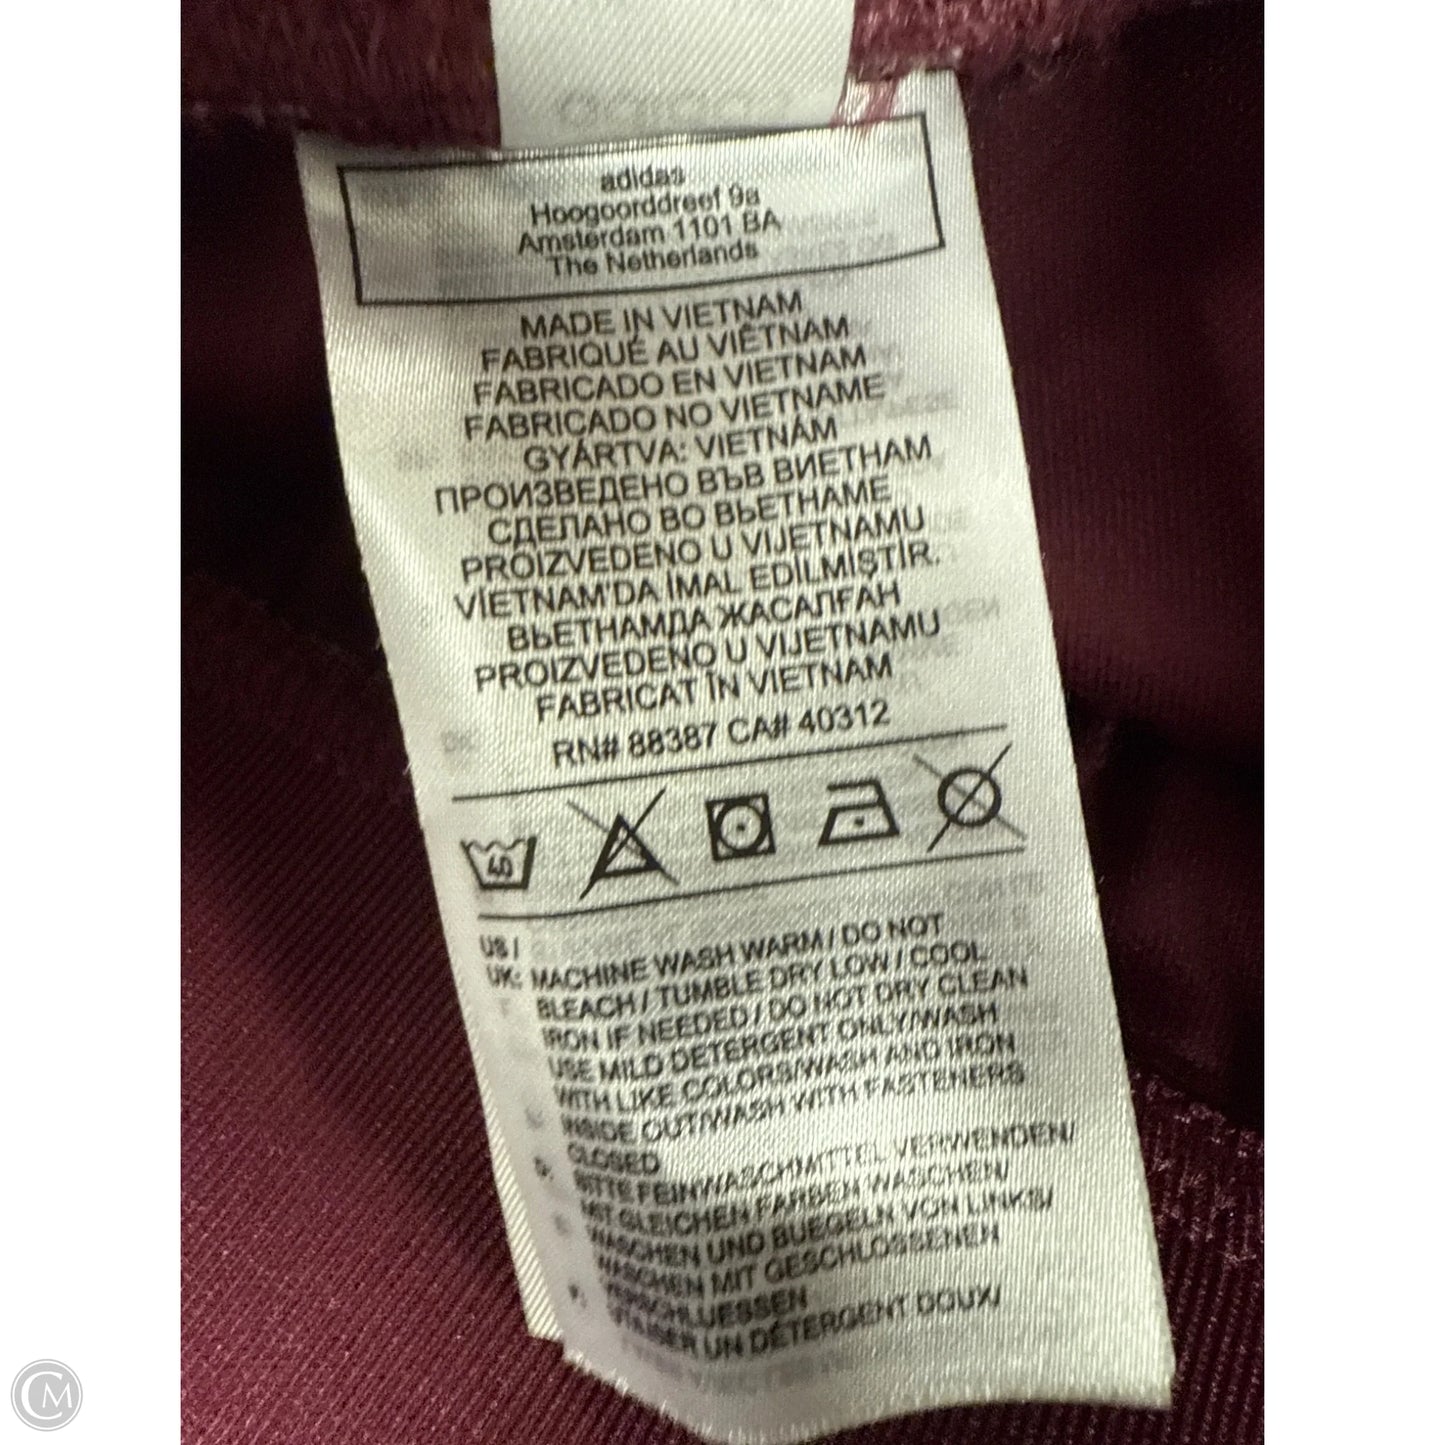 adidas
adidas
Hoogoorddreef 9a
Amsterdam 1101 BA
The Netherlands
MADE IN VIETNAM
FABRIQUÉ AU VIÊTNAM
FABRICADO EN VIETNAM
FABRICADO NO VIETNAME
GYÁRTVA: VIETNÁM
ПРОИЗВЕДЕНО ВЪВ ВИЕТНАМ
СДЕЛАНО ВО ВЬЕТНАМЕ
PROIZVEDENO U VIJETNAMU
VİETNAM'DA İMAL EDİLMİŞTİR.
ВЬЕТНАМДА ЖАСАЛҒАН
PROIZVEDENO U VIJETNAMU
FABRICAT ÎN VIETNAM
RN# 88387 CA# 40312
40
US /
UK: MACHINE WASH WARM / DO NOT
BLEACH / TUMBLE DRY LOW / COOL
IRON IF NEEDED / DO NOT DRY CLEAN
USE MILD DETERGENT ONLY/WASH
WITH LIKE COLORS/WASH AND IRON
INSIDE OUT/WASH WITH FASTENERS
CLOSED
D: BITTE FEINWASCHMITTEL VERWENDEN/
MIT GLEICHEN FARBEN WASCHEN/
WASCHEN UND BUEGELN VON LINKS/
WASCHEN MIT GESCHLOSSENEN
VERSCHLUESSEN
F: UN DÉTERGENT DOUX/
CM